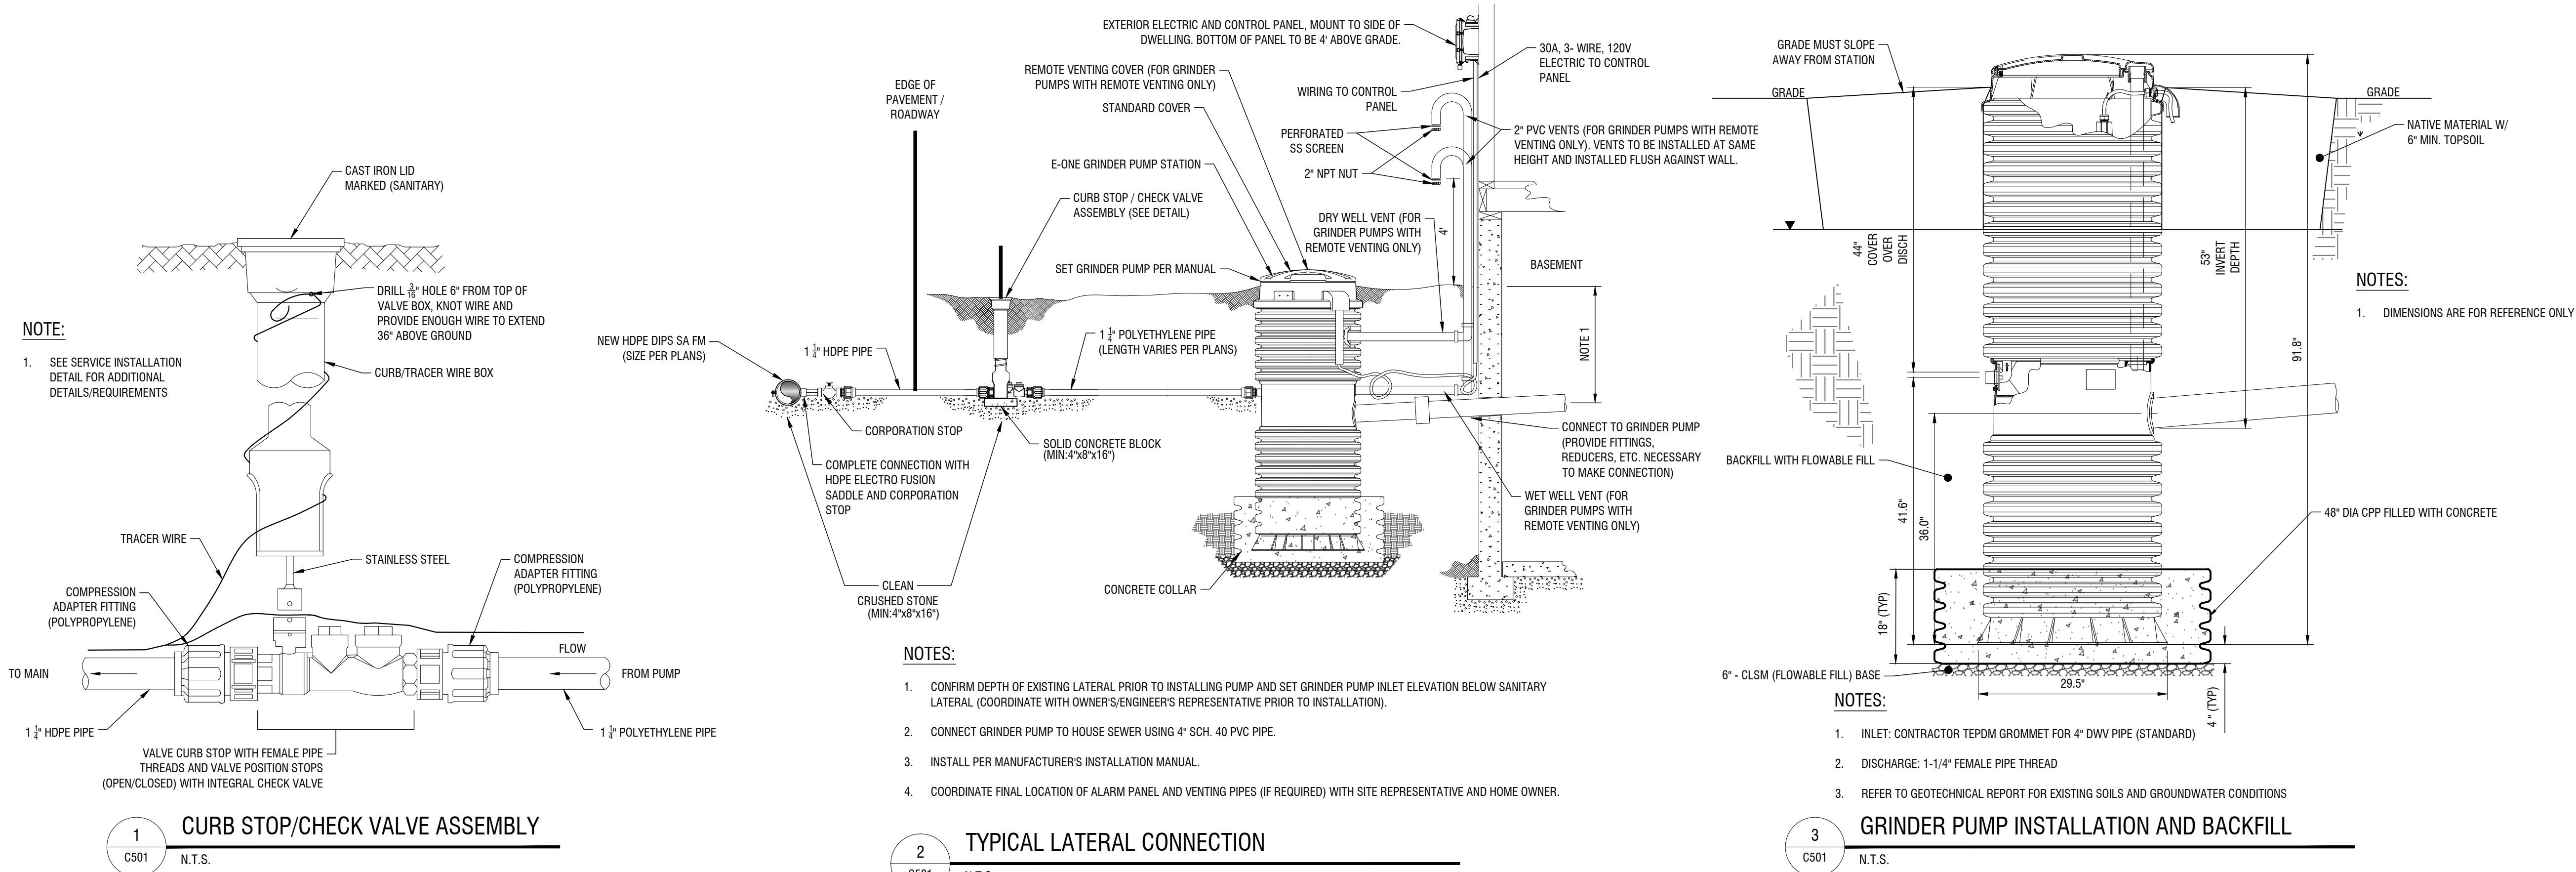 NOTE:
1. SEE SERVICE INSTALLATION
DETAIL FOR ADDITIONAL
DETAILS/REQUIREMENTS
CAST IRON LID
MARKED (SANITARY)
DRILL 3/16" HOLE 6" FROM TOP OF
VALVE BOX, KNOT WIRE AND
PROVIDE ENOUGH WIRE TO EXTEND
36" ABOVE GROUND
CURB/TRACER WIRE BOX
TRACER WIRE
STAINLESS STEEL
COMPRESSION
ADAPTER FITTING
(POLYPROPYLENE)
COMPRESSION
ADAPTER FITTING
(POLYPROPYLENE)
FLOW
TO MAIN
FROM PUMP
1 1/4" HDPE PIPE
1 1/4" POLYETHYLENE PIPE
VALVE CURB STOP WITH FEMALE PIPE
THREADS AND VALVE POSITION STOPS
(OPEN/CLOSED) WITH INTEGRAL CHECK VALVE
1
C501
CURB STOP/CHECK VALVE ASSEMBLY
N.T.S.
EXTERIOR ELECTRIC AND CONTROL PANEL, MOUNT TO SIDE OF
DWELLING. BOTTOM OF PANEL TO BE 4' ABOVE GRADE.
30A, 3- WIRE, 120V
ELECTRIC TO CONTROL
PANEL
EDGE OF
PAVEMENT /
ROADWAY
REMOTE VENTING COVER (FOR GRINDER
PUMPS WITH REMOTE VENTING ONLY)
STANDARD COVER
WIRING TO CONTROL
PANEL
PERFORATED
SS SCREEN
2" NPT NUT
2" PVC VENTS (FOR GRINDER PUMPS WITH REMOTE
VENTING ONLY). VENTS TO BE INSTALLED AT SAME
HEIGHT AND INSTALLED FLUSH AGAINST WALL.
E-ONE GRINDER PUMP STATION
CURB STOP / CHECK VALVE
ASSEMBLY (SEE DETAIL)
DRY WELL VENT (FOR
GRINDER PUMPS WITH
REMOTE VENTING ONLY)
4'
SET GRINDER PUMP PER MANUAL
BASEMENT
NEW HDPE DIPS SA FM
(SIZE PER PLANS)
1 1/4" HDPE PIPE
1 1/4" POLYETHYLENE PIPE
(LENGTH VARIES PER PLANS)
NOTE 1
CORPORATION STOP
SOLID CONCRETE BLOCK
(MIN:4"x8"x16")
COMPLETE CONNECTION WITH
HDPE ELECTRO FUSION
SADDLE AND CORPORATION
STOP
CONNECT TO GRINDER PUMP
(PROVIDE FITTINGS,
REDUCERS, ETC. NECESSARY
TO MAKE CONNECTION)
WET WELL VENT (FOR
GRINDER PUMPS WITH
REMOTE VENTING ONLY)
CLEAN
CRUSHED STONE
(MIN:4"x8"x16")
CONCRETE COLLAR
NOTES:
1. CONFIRM DEPTH OF EXISTING LATERAL PRIOR TO INSTALLING PUMP AND SET GRINDER PUMP INLET ELEVATION BELOW SANITARY
LATERAL (COORDINATE WITH OWNER'S/ENGINEER'S REPRESENTATIVE PRIOR TO INSTALLATION).
2. CONNECT GRINDER PUMP TO HOUSE SEWER USING 4" SCH. 40 PVC PIPE.
3. INSTALL PER MANUFACTURER'S INSTALLATION MANUAL.
4. COORDINATE FINAL LOCATION OF ALARM PANEL AND VENTING PIPES (IF REQUIRED) WITH SITE REPRESENTATIVE AND HOME OWNER.
2
TYPICAL LATERAL CONNECTION
GRADE MUST SLOPE
AWAY FROM STATION
GRADE
GRADE
NATIVE MATERIAL W/
6" MIN. TOPSOIL
44"
COVER
OVER
DISCH
53"
INVERT
DEPTH
91.8"
NOTES:
1. DIMENSIONS ARE FOR REFERENCE ONLY
BACKFILL WITH FLOWABLE FILL
41.6"
36.0"
48" DIA CPP FILLED WITH CONCRETE
18" (TYP)
6" - CLSM (FLOWABLE FILL) BASE
29.5"
4 " (TYP)
NOTES:
1. INLET: CONTRACTOR TEPDM GROMMET FOR 4" DWV PIPE (STANDARD)
2. DISCHARGE: 1-1/4" FEMALE PIPE THREAD
3. REFER TO GEOTECHNICAL REPORT FOR EXISTING SOILS AND GROUNDWATER CONDITIONS
3
C501
GRINDER PUMP INSTALLATION AND BACKFILL
N.T.S.